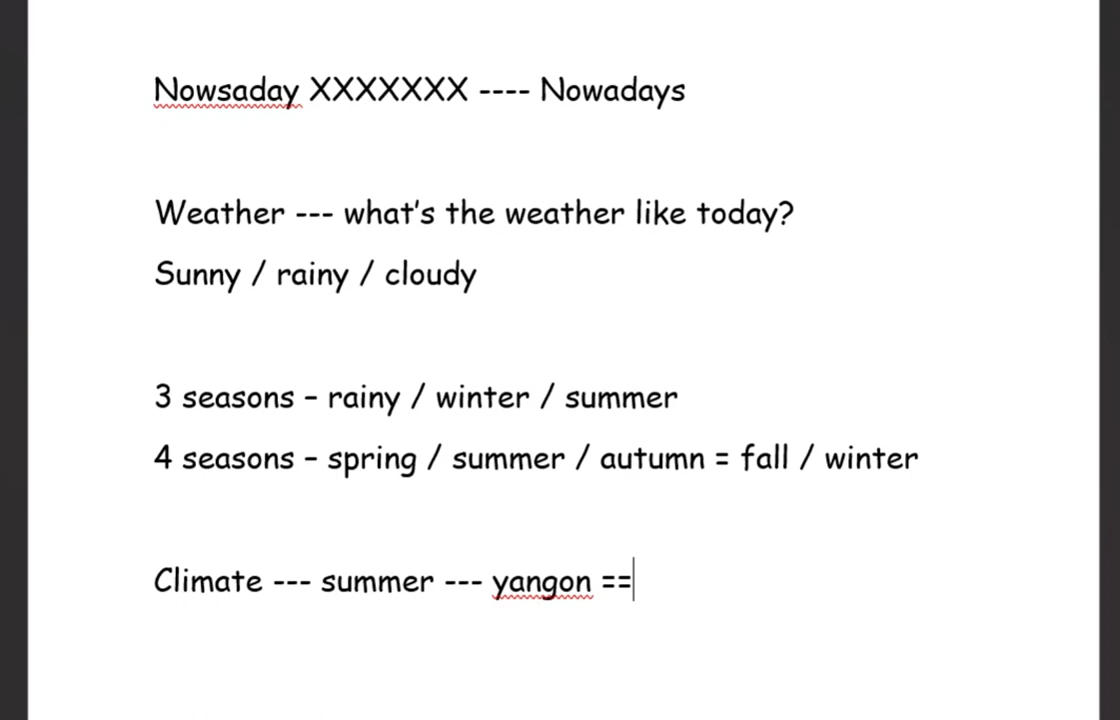 Nowsaday XXXXXXX ---- Nowadays
Weather --- what's the weather like today?
Sunny / rainy / cloudy
3 seasons – rainy / winter / summer
4 seasons – spring / summer / autumn = fall / winter
Climate --- summer --- yangon ==